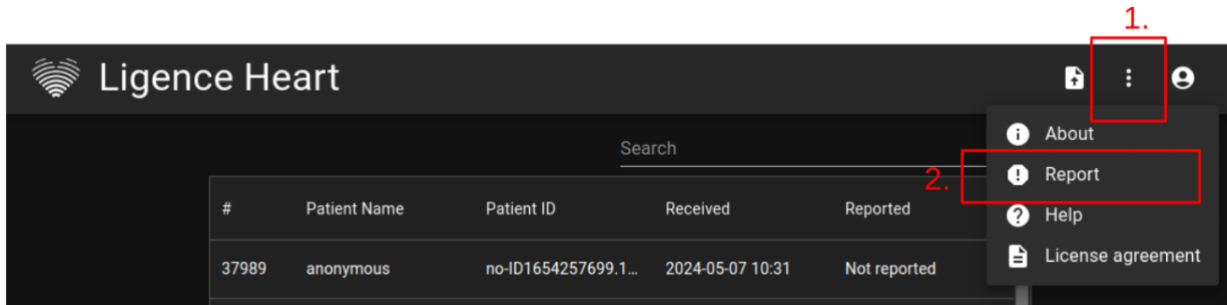 1.
Ligence Heart
About
Search
2.
Report
# Patient Name Patient ID Received Reported
Help
37989 anonymous no-ID1654257699.1... 2024-05-07 10:31 Not reported
License agreement